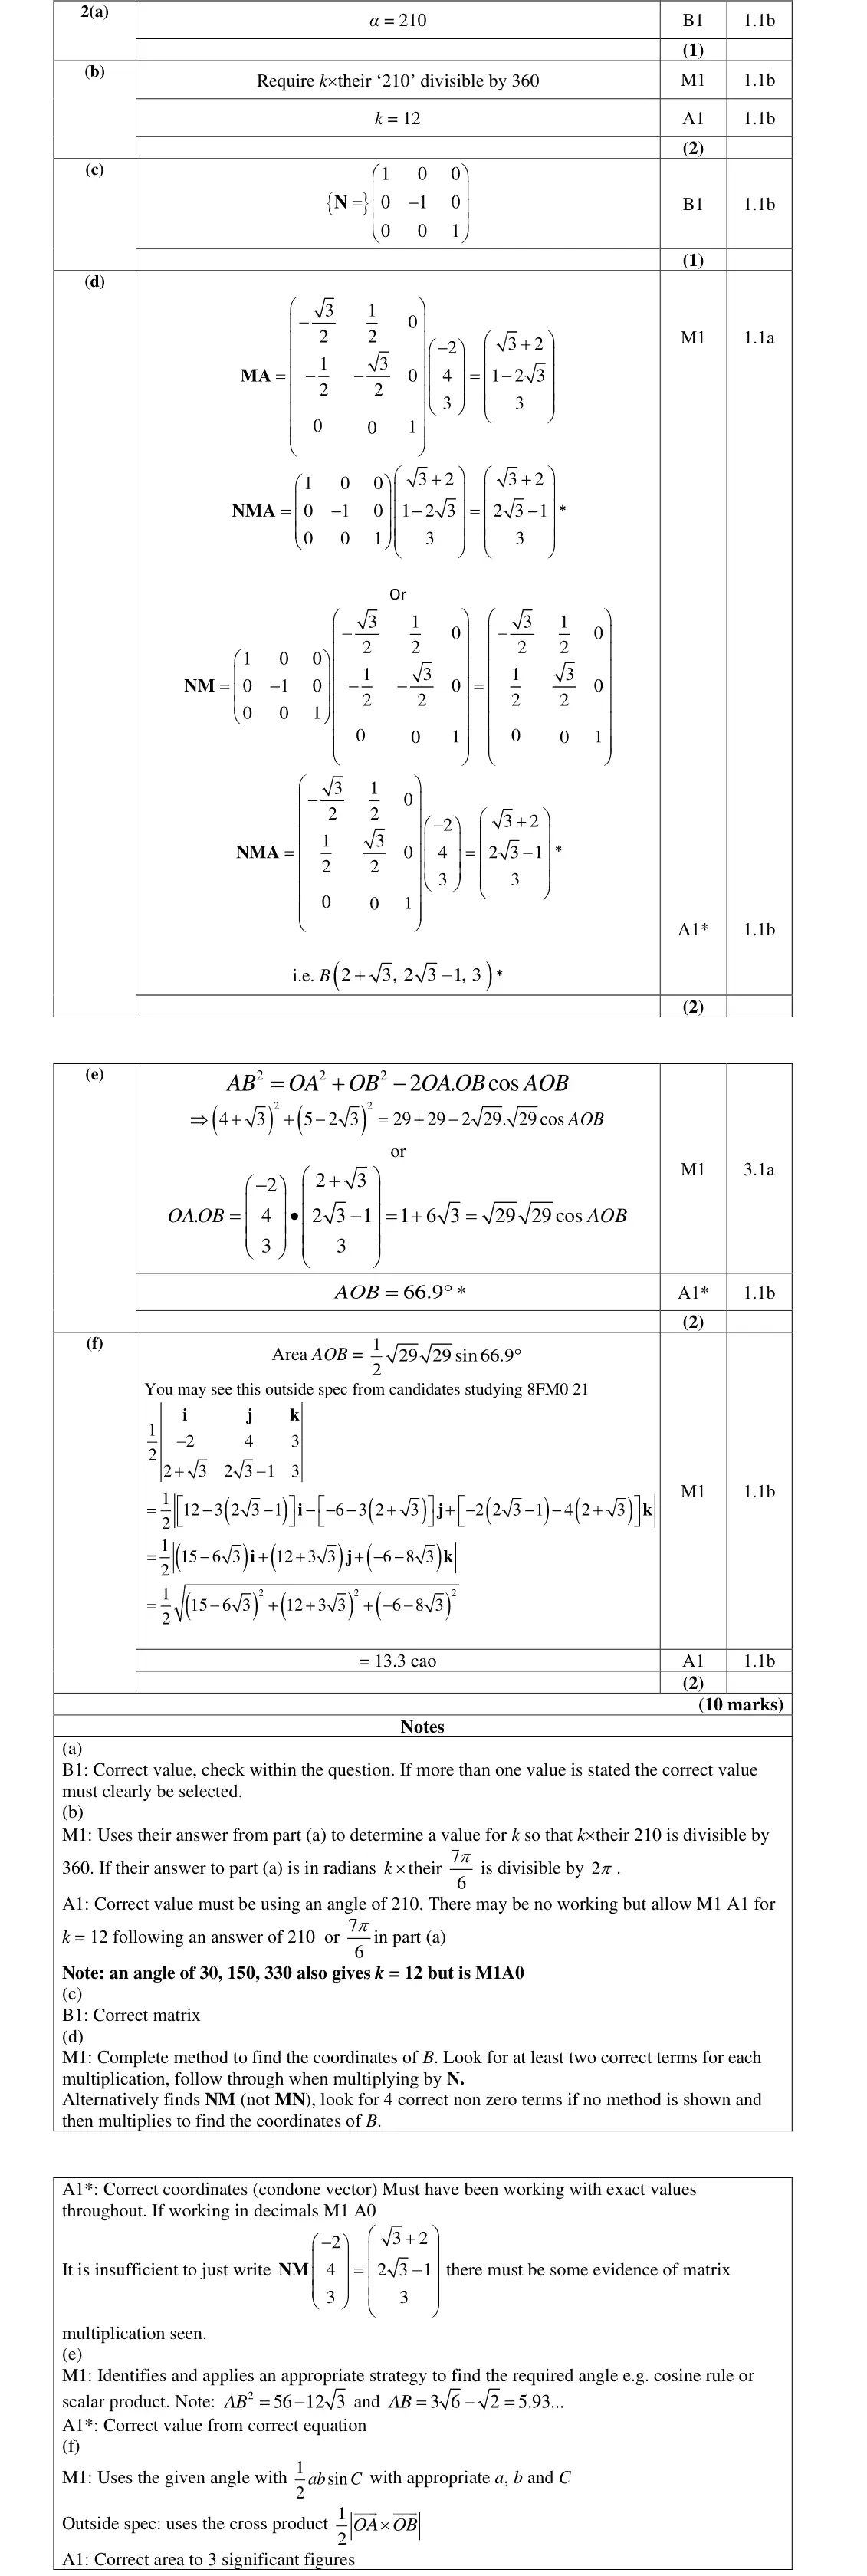 2(a) α = 210 B1 1.1b
(1)
(b) Require k×their ‘210’ divisible by 360 M1 1.1b
k = 12 A1 1.1b
(2)
(c) {N =} (1 0 0; 0 −1 0; 0 0 1) B1 1.1b
(1)
(d)
MA = (−√3/2 1/2 0; −1/2 −√3/2 0; 0 0 1)(−2; 4; 3) = (√3+2; 1−2√3; 3) M1 1.1a
NMA = (1 0 0; 0 −1 0; 0 0 1)(√3+2; 1−2√3; 3) = (√3+2; 2√3−1; 3) *
Or
NM = (1 0 0; 0 −1 0; 0 0 1)(−√3/2 1/2 0; −1/2 −√3/2 0; 0 0 1) = (−√3/2 1/2 0; 1/2 √3/2 0; 0 0 1)
NMA = (−√3/2 1/2 0; 1/2 √3/2 0; 0 0 1)(−2; 4; 3) = (√3+2; 2√3−1; 3) *
A1* 1.1b
i.e. B(2+√3, 2√3−1, 3) *
(2)
(e) AB² = OA² + OB² − 2OA.OB cos AOB
⇒ (4+√3)² + (5−2√3)² = 29+29−2√29.√29 cos AOB
or
OA.OB = (−2; 4; 3) • (2+√3; 2√3−1; 3) = 1+6√3 = √29√29 cos AOB M1 3.1a
AOB = 66.9° * A1* 1.1b
(2)
(f) Area AOB = 1/2 √29√29 sin 66.9°
You may see this outside spec from candidates studying 8FM0 21
1/2 |i j k; −2 4 3; 2+√3 2√3−1 3|
= 1/2 |[12−3(2√3−1)]i−[−6−3(2+√3)]j+[−2(2√3−1)−4(2+√3)]k| M1 1.1b
= 1/2 |(15−6√3)i+(12+3√3)j+(−6−8√3)k|
= 1/2 √((15−6√3)²+(12+3√3)²+(−6−8√3)²)
= 13.3 cao A1 1.1b
(2)
(10 marks)
Notes
(a)
B1: Correct value, check within the question. If more than one value is stated the correct value
must clearly be selected.
(b)
M1: Uses their answer from part (a) to determine a value for k so that k×their 210 is divisible by
360. If their answer to part (a) is in radians k × their 7π/6 is divisible by 2π .
A1: Correct value must be using an angle of 210. There may be no working but allow M1 A1 for
k = 12 following an answer of 210 or 7π/6 in part (a)
Note: an angle of 30, 150, 330 also gives k = 12 but is M1A0
(c)
B1: Correct matrix
(d)
M1: Complete method to find the coordinates of B. Look for at least two correct terms for each
multiplication, follow through when multiplying by N.
Alternatively finds NM (not MN), look for 4 correct non zero terms if no method is shown and
then multiplies to find the coordinates of B.
A1*: Correct coordinates (condone vector) Must have been working with exact values
throughout. If working in decimals M1 A0
It is insufficient to just write NM(−2; 4; 3) = (√3+2; 2√3−1; 3) there must be some evidence of matrix
multiplication seen.
(e)
M1: Identifies and applies an appropriate strategy to find the required angle e.g. cosine rule or
scalar product. Note: AB² = 56−12√3 and AB = 3√6−√2 = 5.93...
A1*: Correct value from correct equation
(f)
M1: Uses the given angle with 1/2 ab sin C with appropriate a, b and C
Outside spec: uses the cross product 1/2 |OA⃗ × OB⃗|
A1: Correct area to 3 significant figures